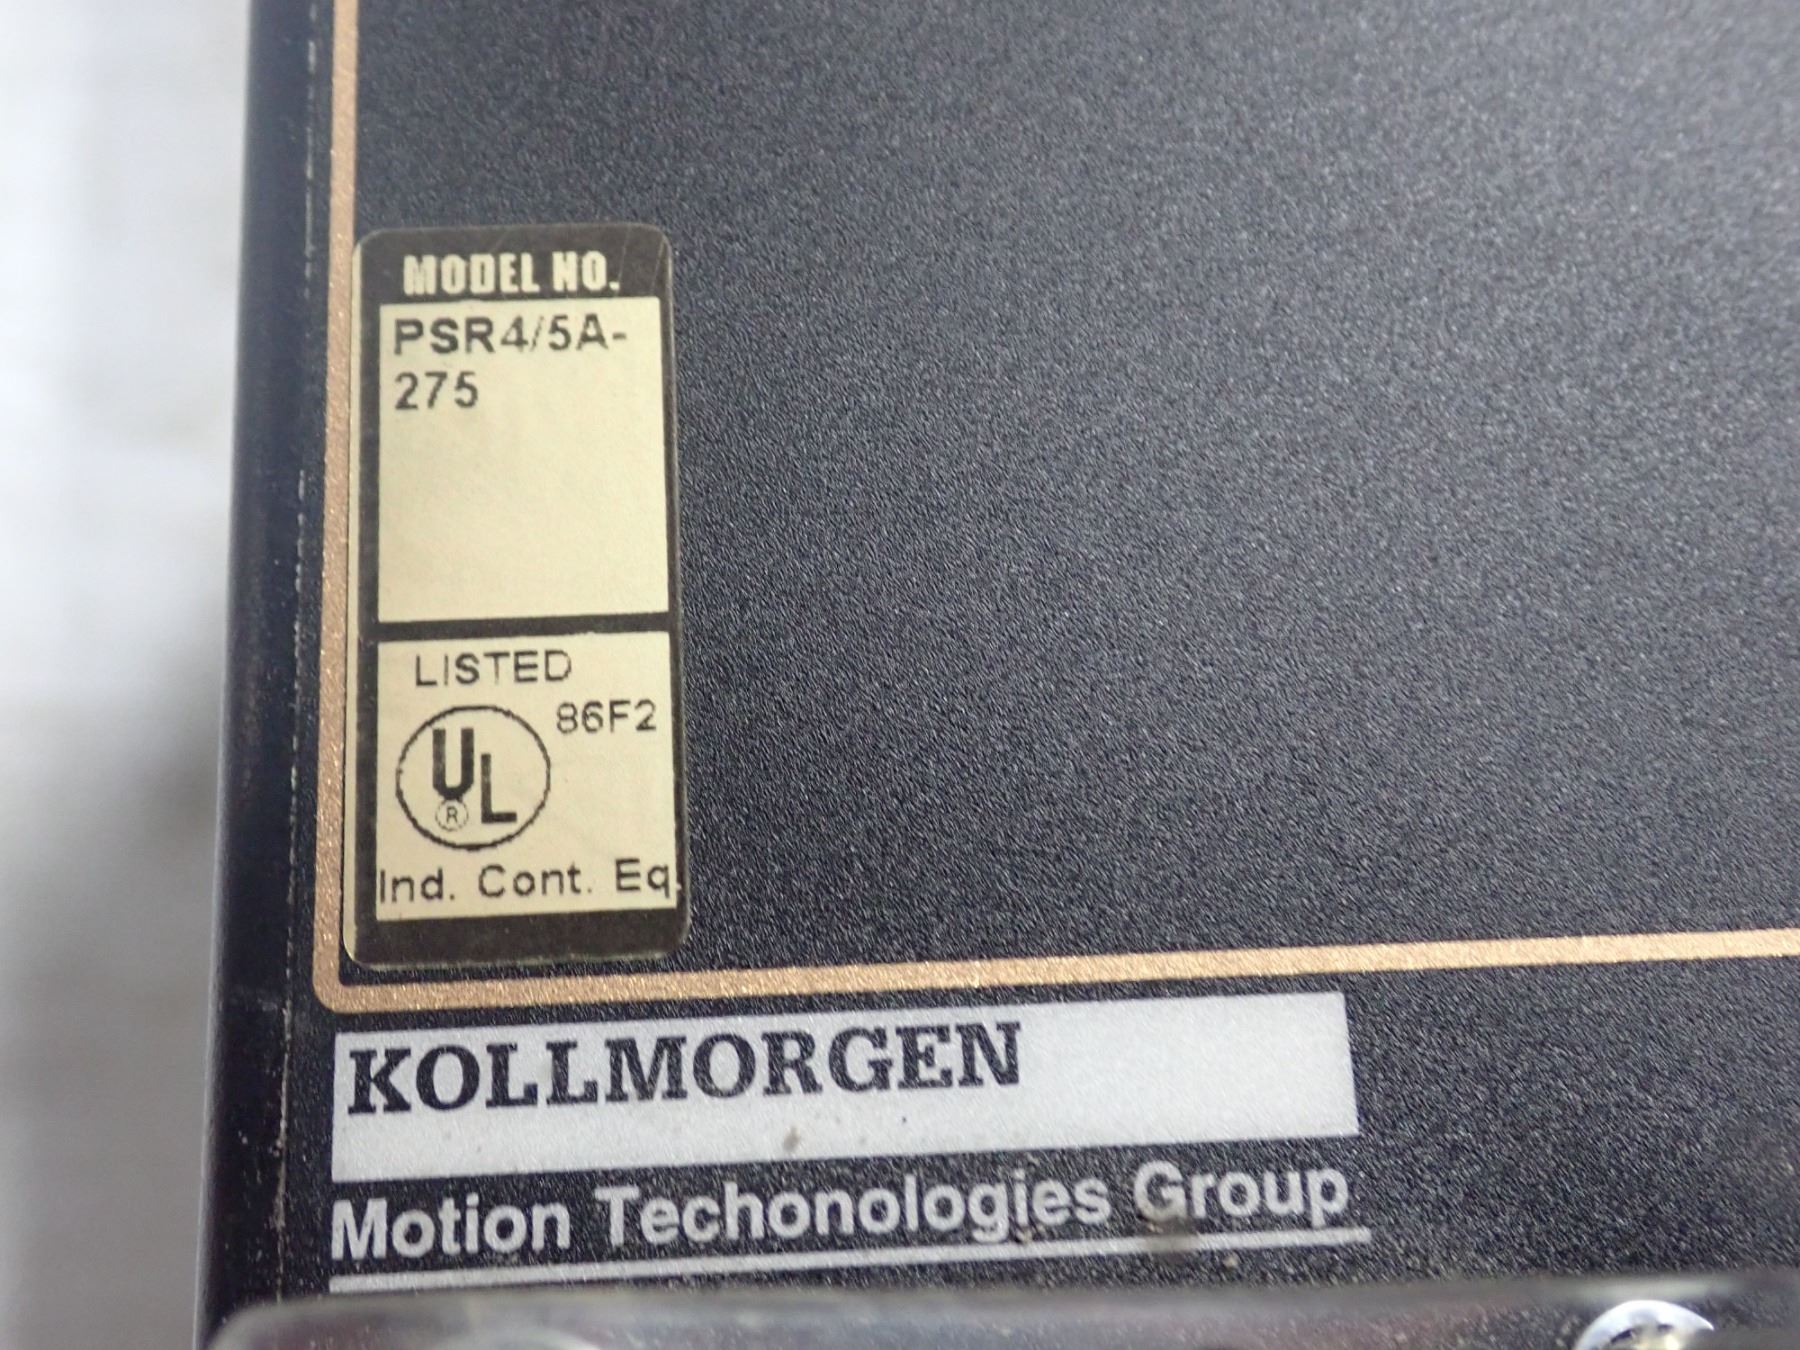 MODEL NO.
PSR4/5A-
275
LISTED
86F2
UL
®
Ind. Cont. Eq.
KOLLMORGEN
Motion Techonologies Group